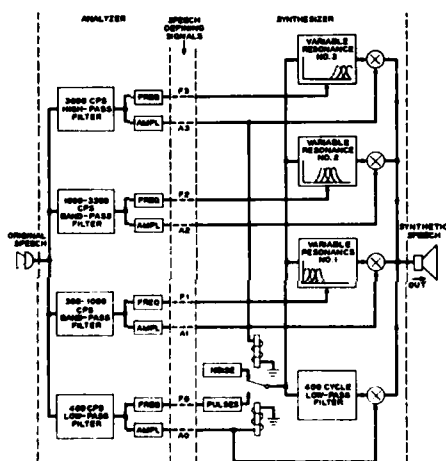 ANALYZER
SPEECH
DEFINING
SIGNALS
SYNTHESIZER
VARIABLE
RESONANCE
NO. 3
3000 CPS
HIGH-PASS
FILTER
FREQ
F3
AMPL
A3
VARIABLE
RESONANCE
NO. 2
1000-3300
CPS
BAND-PASS
FILTER
FREQ
F2
AMPL
A2
ORIGINAL
SPEECH
SYNTHETIC
SPEECH
OUT
VARIABLE
RESONANCE
NO. 1
300-1000
CPS
BAND-PASS
FILTER
FREQ
F1
AMPL
A1
NOISE
400 CPS
LOW-PASS
FILTER
FREQ
F0
PULSES
AMPL
A0
400 CYCLE
LOW-PASS
FILTER